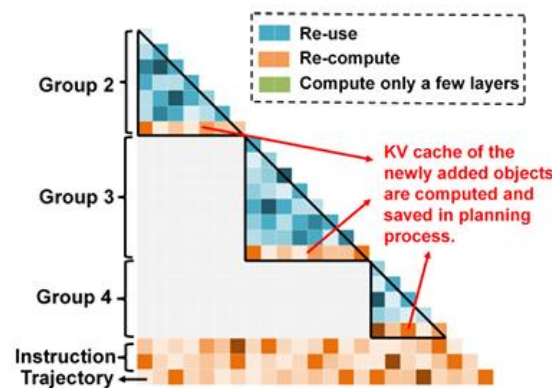 Re-use
Re-compute
Compute only a few layers
Group 2
Group 3
Group 4
KV cache of the
newly added objects
are computed and
saved in planning
process.
Instruction
Trajectory